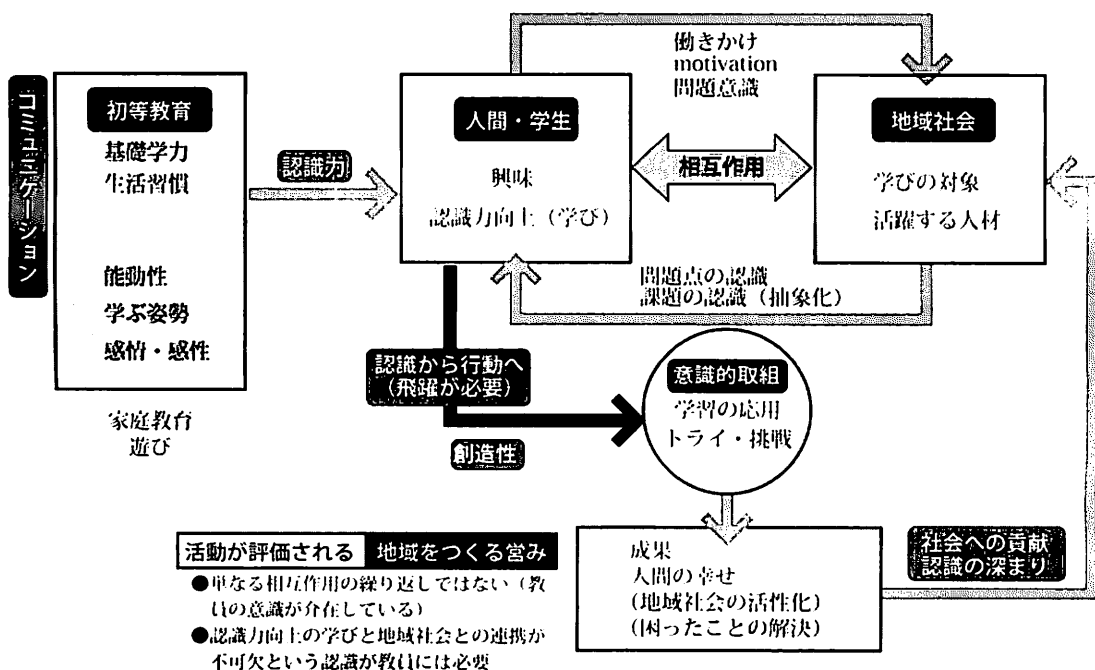 コミュニケーション
初等教育
基礎学力
生活習慣
能動性
学ぶ姿勢
感情・感性
家庭教育
遊び
認識力
人間・学生
興味
認識力向上（学び）
働きかけ
motivation
問題意識
相互作用
地域社会
学びの対象
活躍する人材
問題点の認識
課題の認識（抽象化）
認識から行動へ
（飛躍が必要）
創造性
意識的取組
学習の応用
トライ・挑戦
成果
人間の幸せ
(地域社会の活性化)
(困ったことの解決)
社会への貢献
認識の深まり
活動が評価される 地域をつくる営み
●単なる相互作用の繰り返しではない（教
員の意識が介在している）
●認識力向上の学びと地域社会との連携が
不可欠という認識が教員には必要